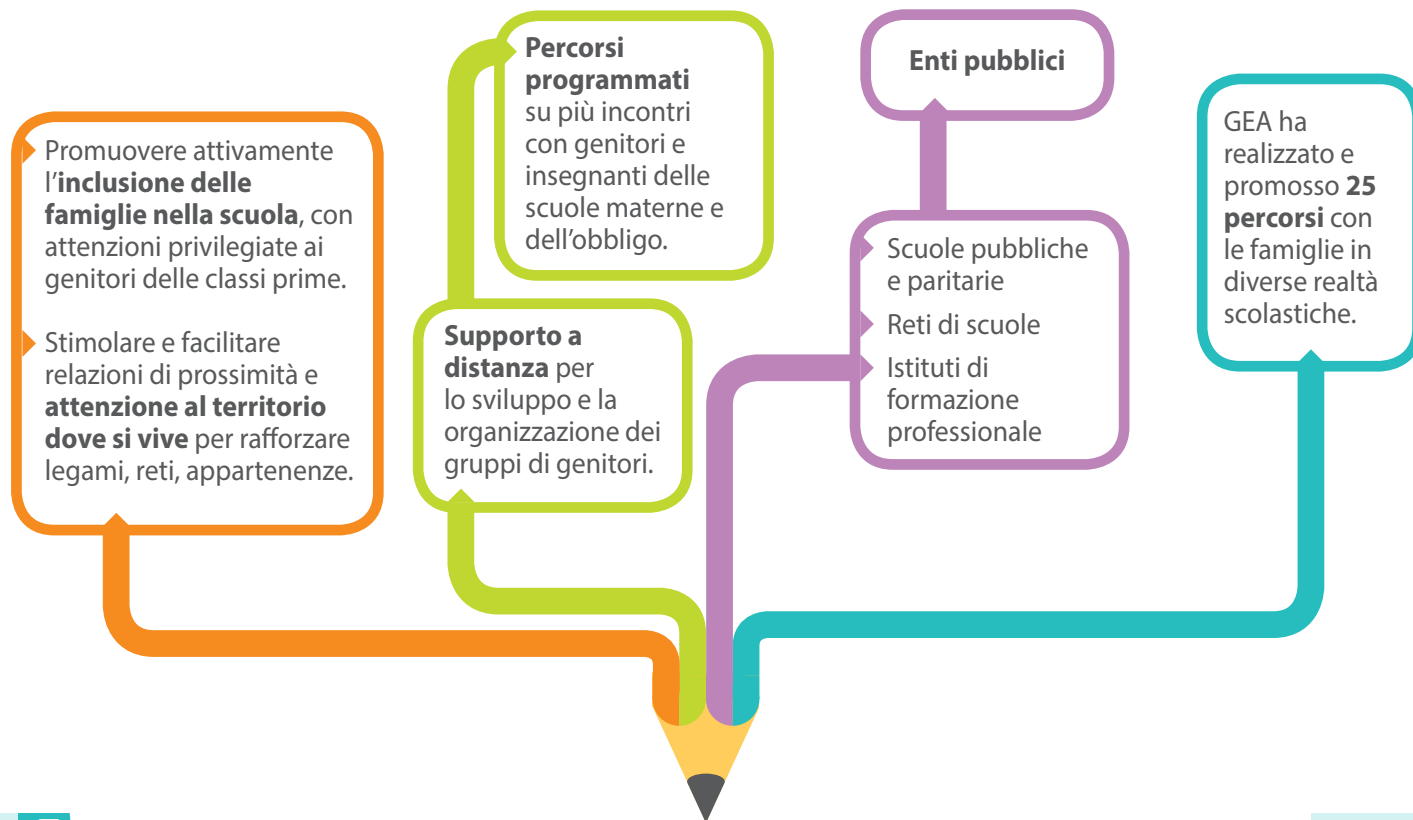 Promuovere attivamente
l’inclusione delle
famiglie nella scuola, con
attenzioni privilegiate ai
genitori delle classi prime.
Stimolare e facilitare
relazioni di prossimità e
attenzione al territorio
dove si vive per rafforzare
legami, reti, appartenenze.
Percorsi
programmati
su più incontri
con genitori e
insegnanti delle
scuole materne e
dell’obbligo.
Supporto a
distanza per
lo sviluppo e la
organizzazione dei
gruppi di genitori.
Enti pubblici
Scuole pubbliche
e paritarie
Reti di scuole
Istituti di
formazione
professionale
GEA ha
realizzato e
promosso 25
percorsi con
le famiglie in
diverse realtà
scolastiche.